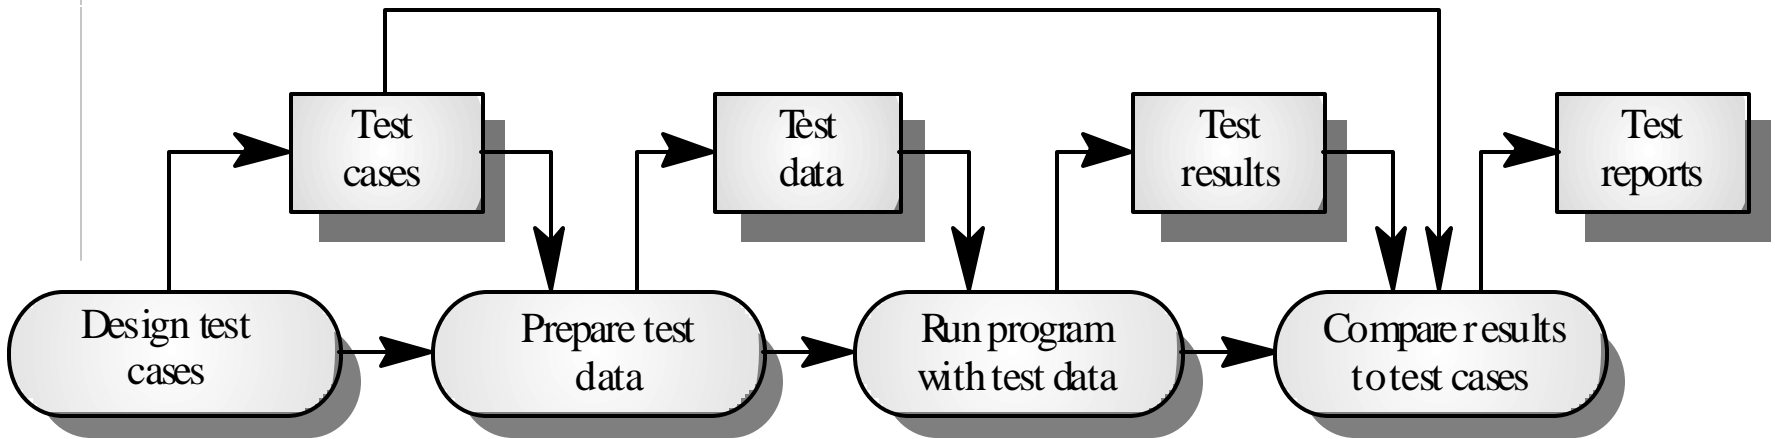 Test
cases
Test
data
Test
results
Test
reports
Design test
cases
Prepare test
data
Run program
with test data
Compare results
to test cases